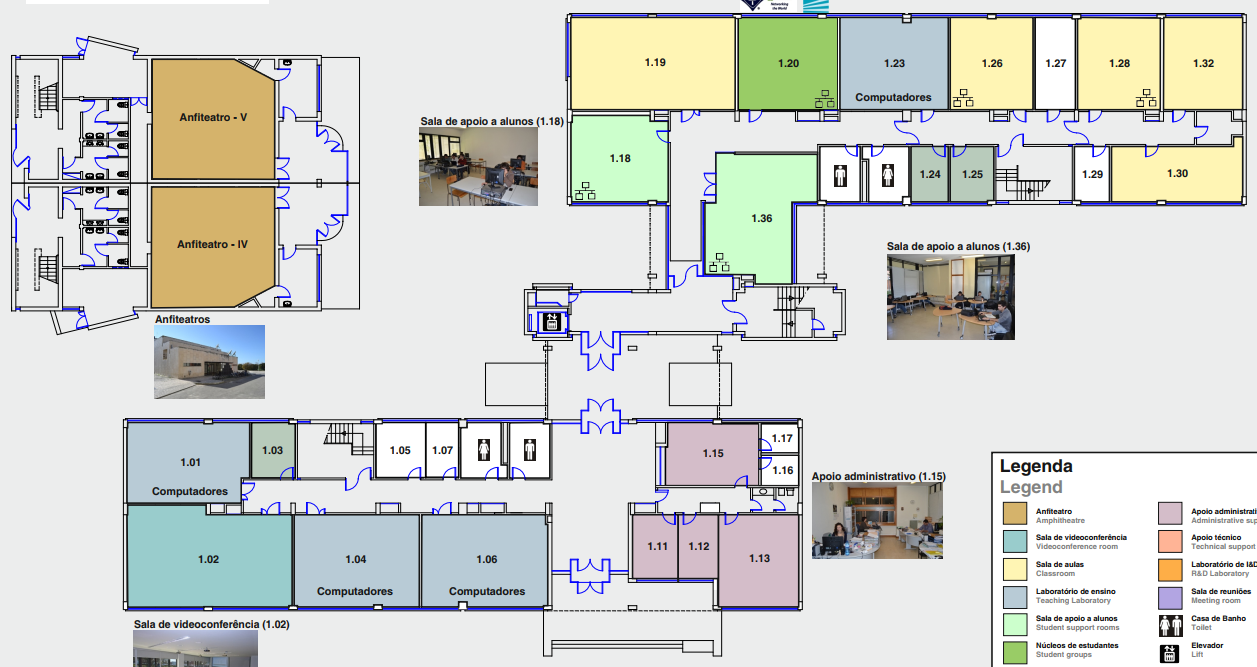 Networking
the World
1.19
1.20
1.23
Computadores
1.26
1.27
1.28
1.32
Anfiteatro - V
Sala de apoio a alunos (1.18)
1.18
1.24
1.25
1.29
1.30
1.36
Anfiteatro - IV
Sala de apoio a alunos (1.36)
Anfiteatros
1.01
Computadores
1.03
1.05
1.07
1.15
1.17
1.16
Apoio administrativo (1.15)
1.02
1.04
Computadores
1.06
Computadores
1.11
1.12
1.13
Sala de videoconferência (1.02)
Legenda
Legend
Anfiteatro
Amphitheatre
Sala de videoconferência
Videoconference room
Sala de aulas
Classroom
Laboratório de ensino
Teaching Laboratory
Sala de apoio a alunos
Student support rooms
Núcleos de estudantes
Student groups
Apoio administrati
Administrative sup
Apoio técnico
Technical support
Laboratório de I&D
R&D Laboratory
Sala de reuniões
Meeting room
Casa de Banho
Toilet
Elevador
Lift